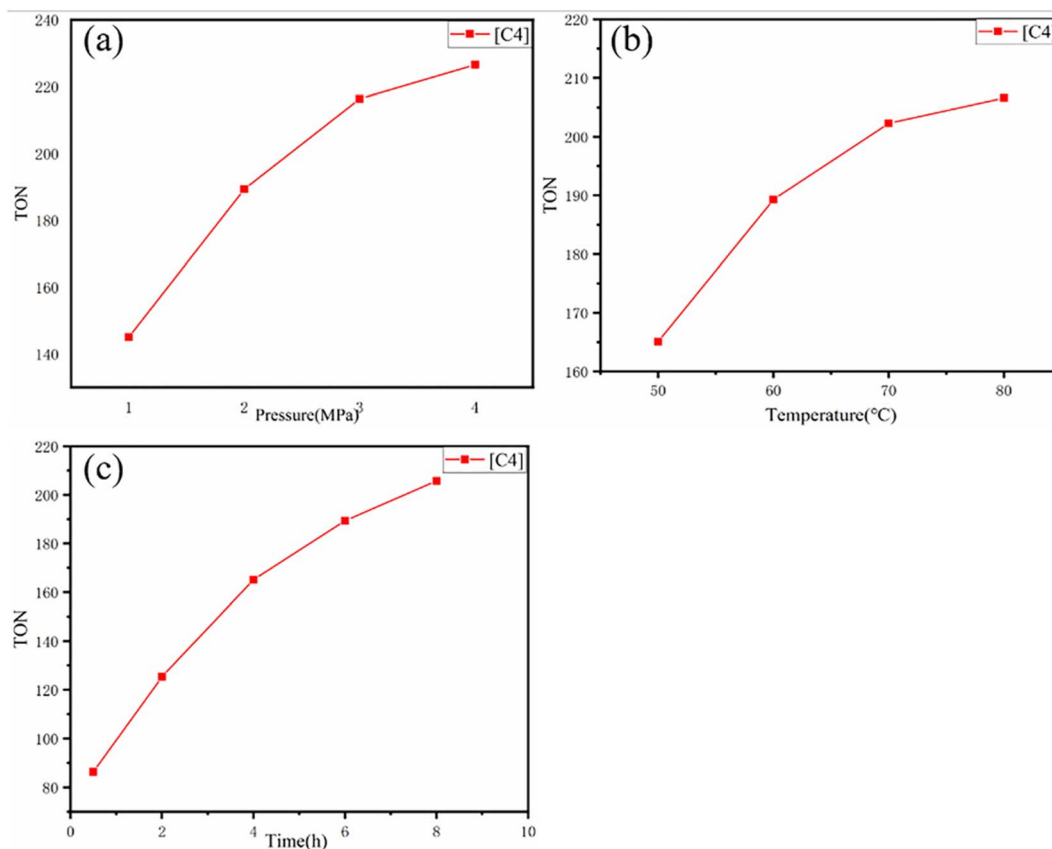 (a)
[C4]
240
220
200
180
160
140
TON
1
2
3
4
Pressure(MPa)
(b)
[C4
220
210
200
190
180
170
160
TON
50
60
70
80
Temperature(℃)
(c)
[C4]
220
200
180
160
140
120
100
80
TON
0
2
4
6
8
10
Time(h)